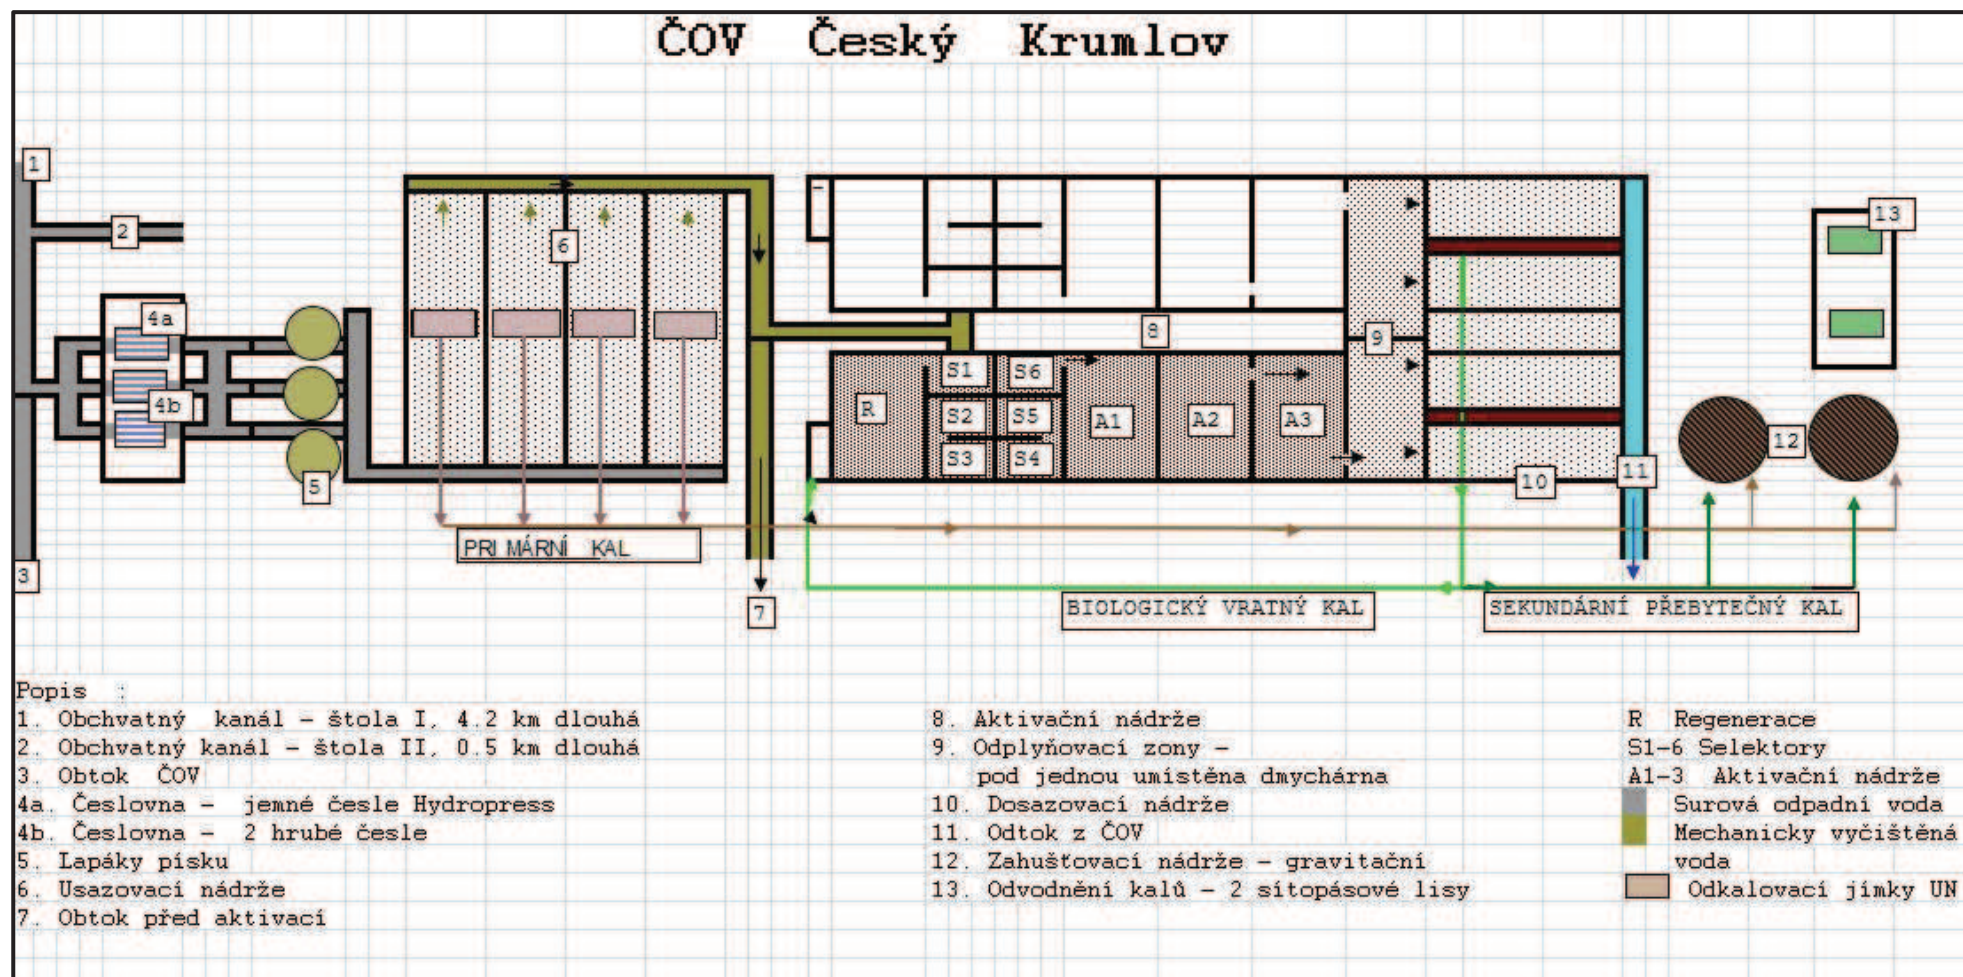 ČOV Český Krumlov
1
2
3
4a
4b
5
6
7
8
9
10
11
12
13
R
S1
S2
S3
S6
S5
S4
A1
A2
A3
PRIMÁRNÍ KAL
BIOLOGICKÝ VRATNÝ KAL
SEKUNDÁRNÍ PŘEBYTEČNÝ KAL
Popis :
1. Obchvatný kanál – štola I, 4.2 km dlouhá
2. Obchvatný kanál – štola II, 0.5 km dlouhá
3. Obtok ČOV
4a. Česlovna – jemné česle Hydropress
4b. Česlovna – 2 hrubé česle
5. Lapáky písku
6. Usazovací nádrže
7. Obtok před aktivací
8. Aktivační nádrže
9. Odplyňovací zony –
pod jednou umístěna dmychárna
10. Dosazovací nádrže
11. Odtok z ČOV
12. Zahušťovací nádrže – gravitační
13. Odvodnění kalů – 2 sítopásové lisy
R Regenerace
S1–6 Selektory
A1–3 Aktivační nádrže
Surová odpadní voda
Mechanicky vyčištěná
voda
Odkalovací jímky UN